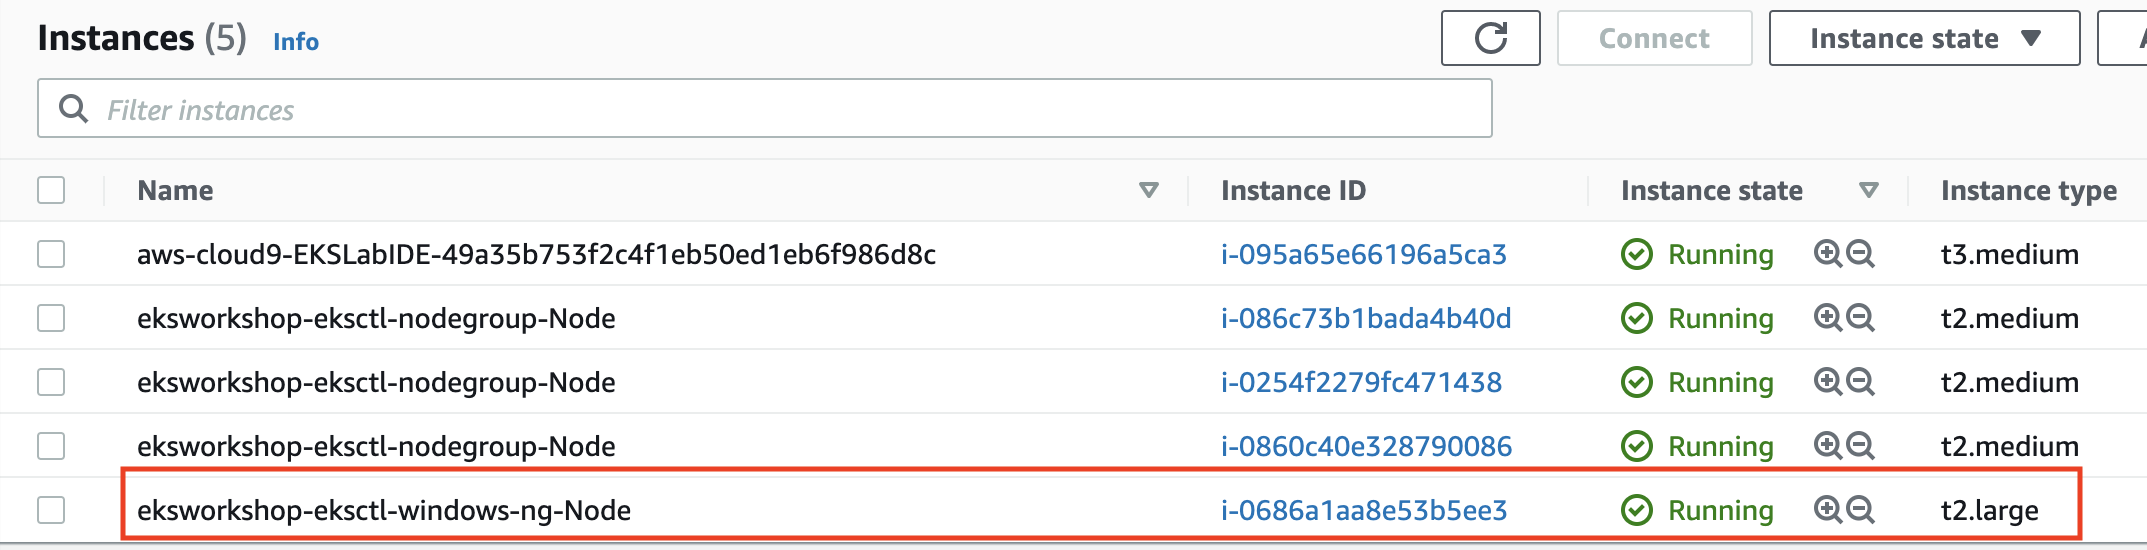 Instances (5) Info Connect Instance state
Filter instances
Name Instance ID Instance state Instance type
aws-cloud9-EKSLabIDE-49a35b753f2c4f1eb50ed1eb6f986d8c i-095a65e66196a5ca3 Running t3.medium
eksworkshop-eksctl-nodegroup-Node i-086c73b1bada4b40d Running t2.medium
eksworkshop-eksctl-nodegroup-Node i-0254f2279fc471438 Running t2.medium
eksworkshop-eksctl-nodegroup-Node i-0860c40e328790086 Running t2.medium
eksworkshop-eksctl-windows-ng-Node i-0686a1aa8e53b5ee3 Running t2.large